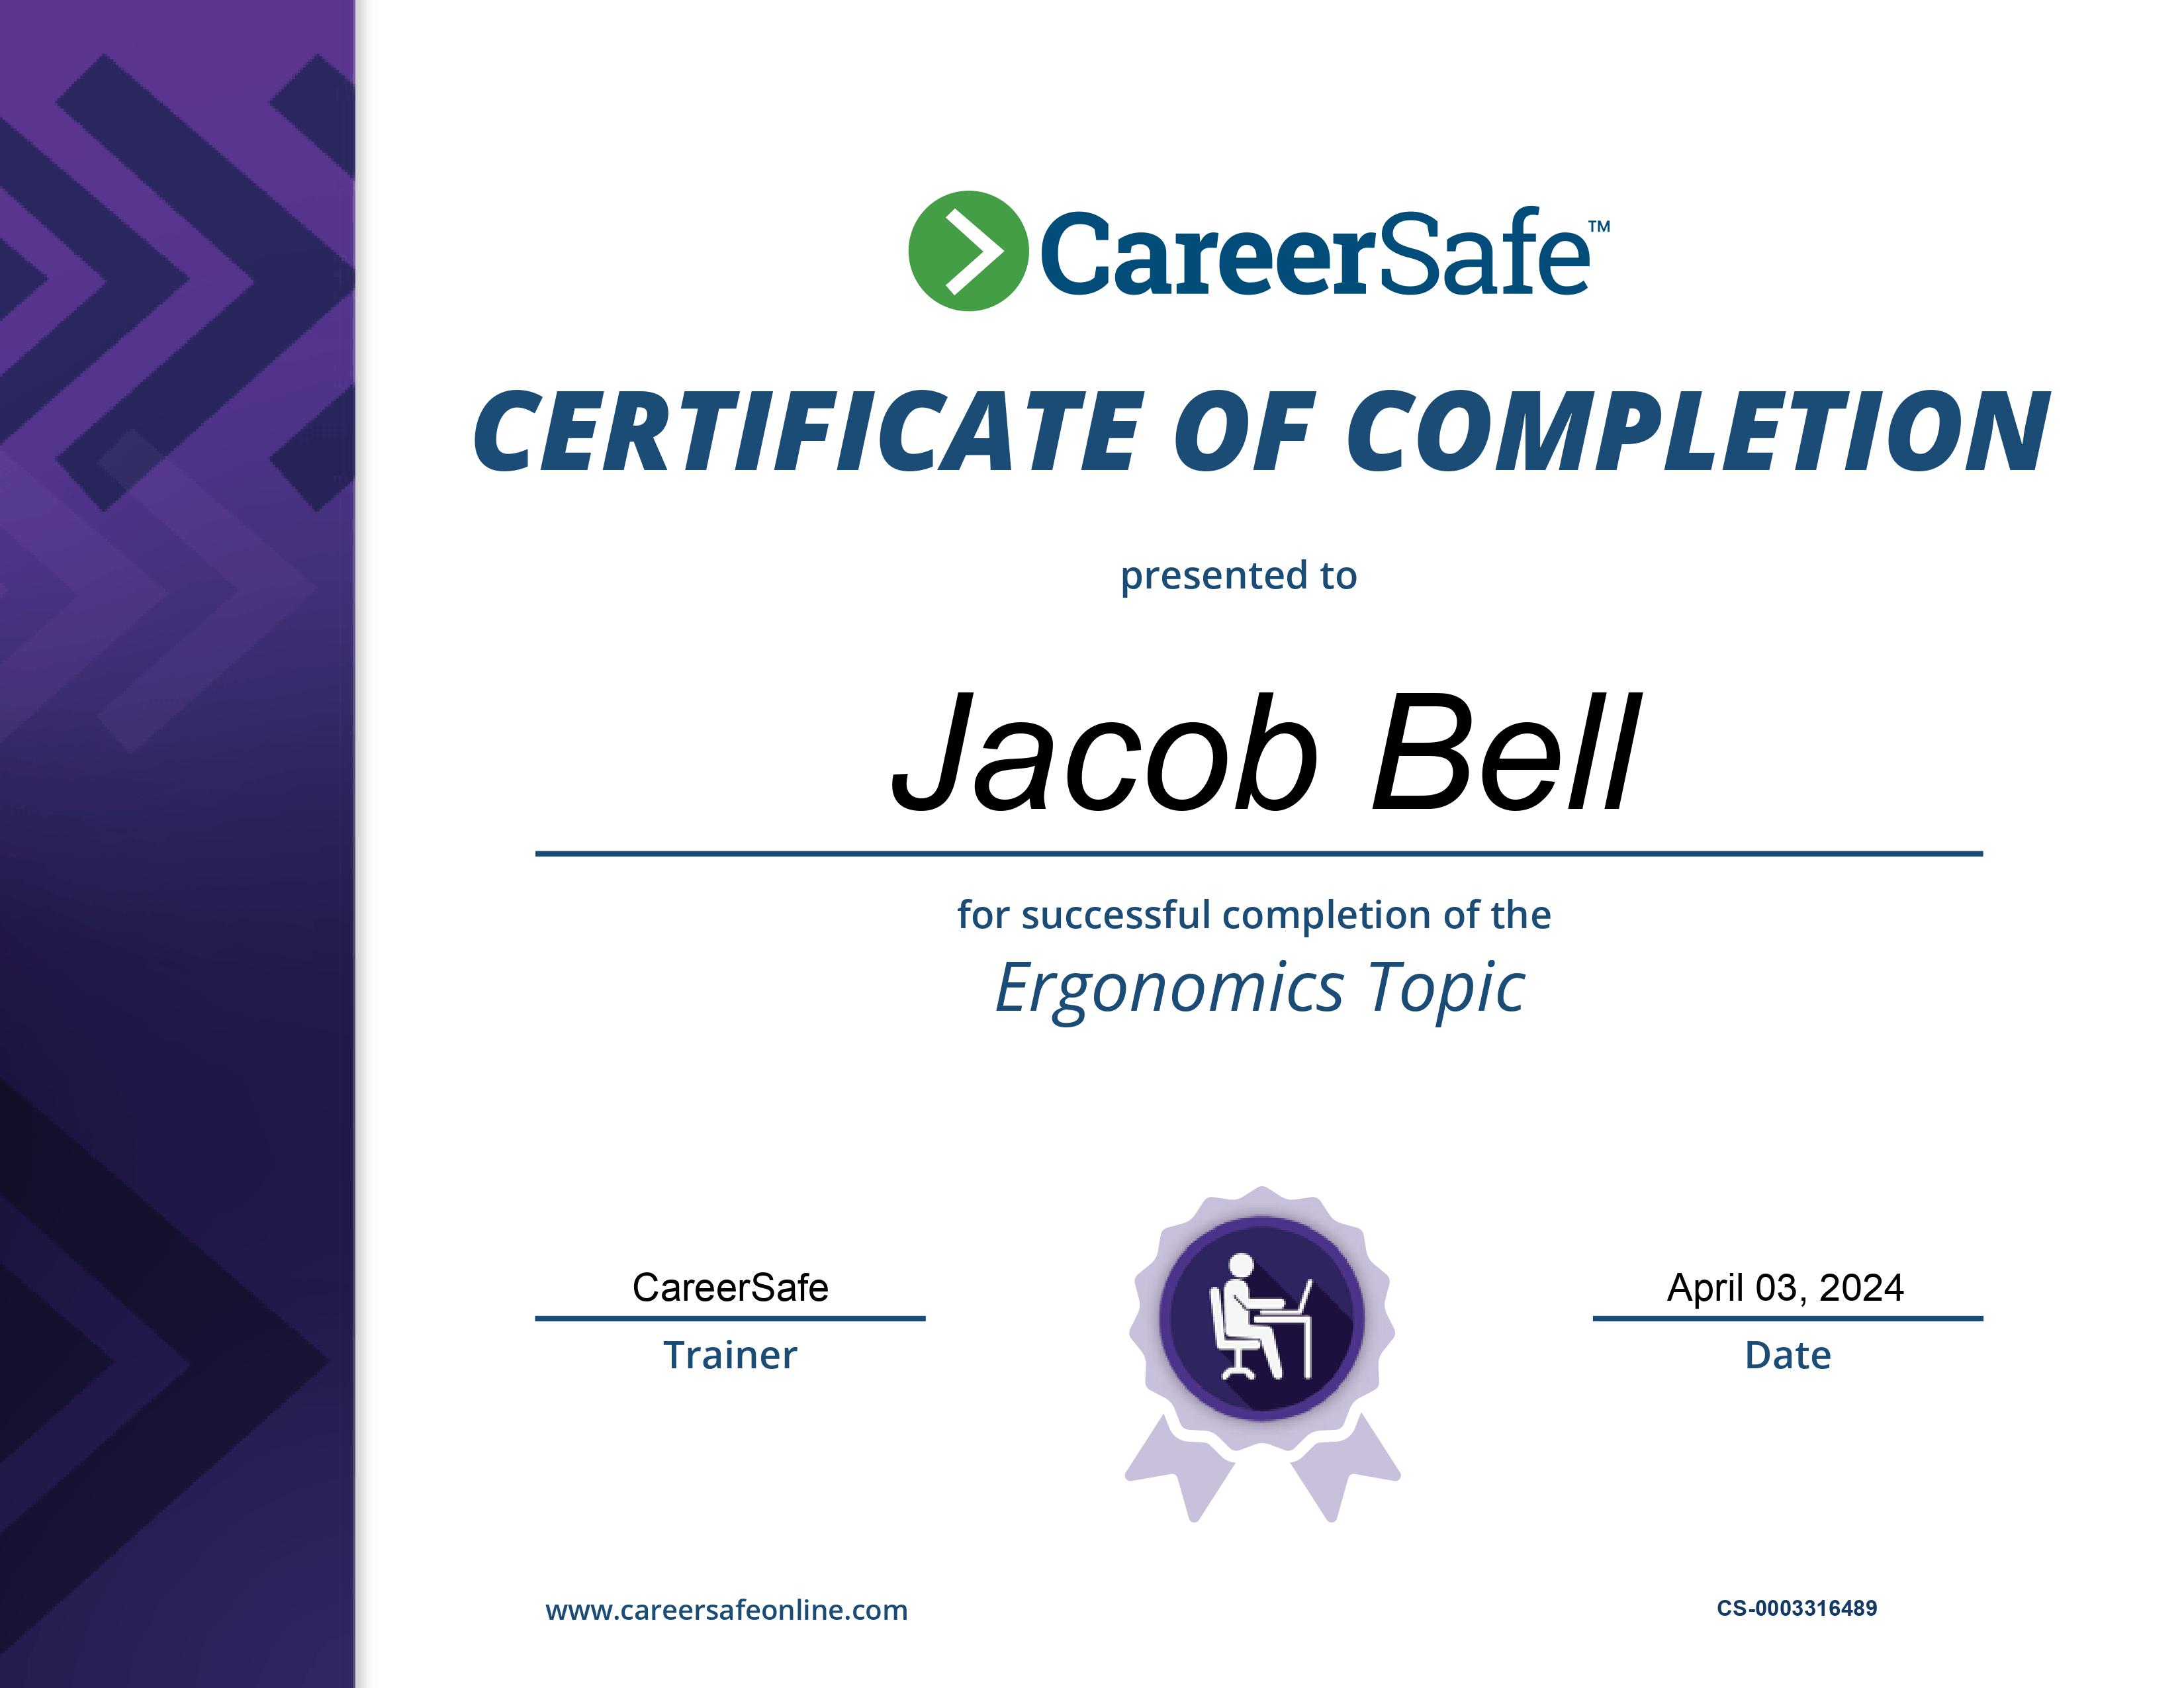 CareerSafe™
CERTIFICATE OF COMPLETION
presented to
Jacob Bell
for successful completion of the
Ergonomics Topic
CareerSafe
Trainer
April 03, 2024
Date
www.careersafeonline.com
CS-0003316489